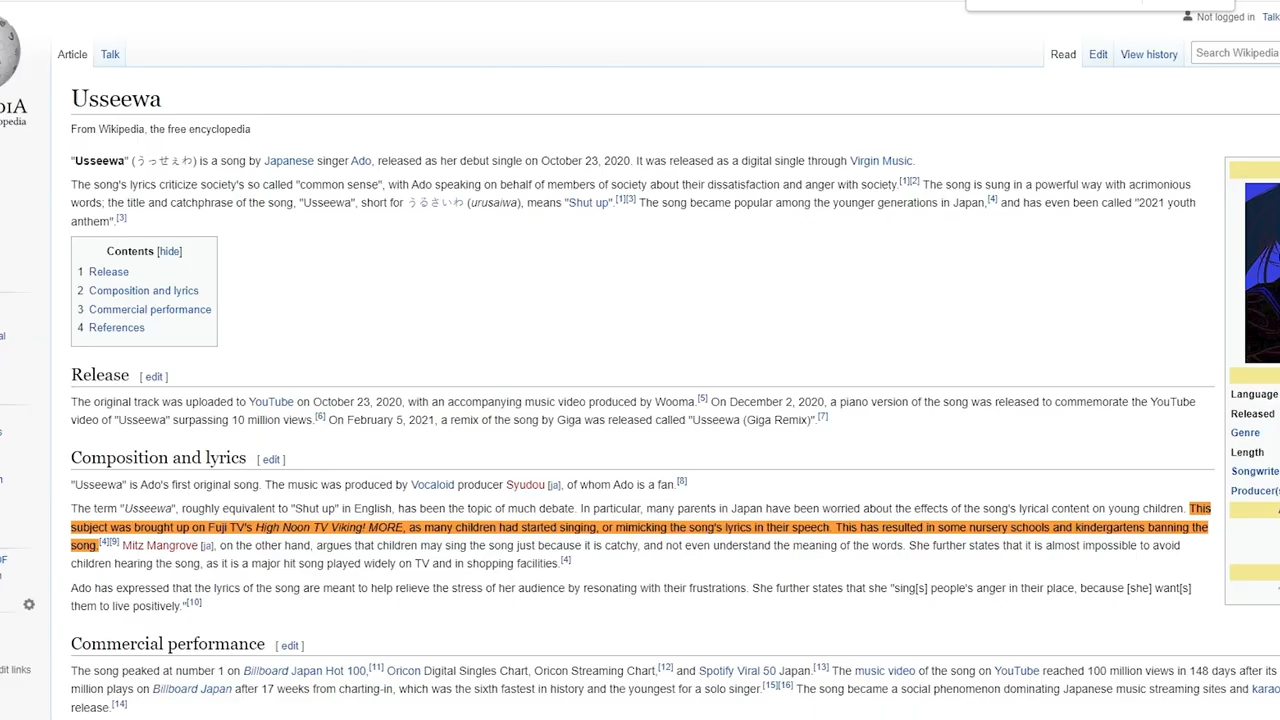 Not logged in Talk
Article Talk Read Edit View history Search Wikipedia
Usseewa
From Wikipedia, the free encyclopedia
"Usseewa" (うっせぇわ) is a song by Japanese singer Ado, released as her debut single on October 23, 2020. It was released as a digital single through Virgin Music.
The song's lyrics criticize society's so called "common sense", with Ado speaking on behalf of members of society about their dissatisfaction and anger with society.[1][2] The song is sung in a powerful way with acrimonious
words; the title and catchphrase of the song, "Usseewa", short for うるさいわ (urusaiwa), means "Shut up".[1][3] The song became popular among the younger generations in Japan,[4] and has even been called "2021 youth
anthem".[3]
Contents [hide]
1 Release
2 Composition and lyrics
3 Commercial performance
4 References
Release [ edit ]
The original track was uploaded to YouTube on October 23, 2020, with an accompanying music video produced by Wooma.[5] On December 2, 2020, a piano version of the song was released to commemorate the YouTube
video of "Usseewa" surpassing 10 million views.[6] On February 5, 2021, a remix of the song by Giga was released called "Usseewa (Giga Remix)".[7]
Composition and lyrics [ edit ]
"Usseewa" is Ado's first original song. The music was produced by Vocaloid producer Syudou [ja], of whom Ado is a fan.[8]
The term "Usseewa", roughly equivalent to "Shut up" in English, has been the topic of much debate. In particular, many parents in Japan have been worried about the effects of the song's lyrical content on young children. This
subject was brought up on Fuji TV's High Noon TV Viking! MORE, as many children had started singing, or mimicking the song's lyrics in their speech. This has resulted in some nursery schools and kindergartens banning the
song.[4][9] Mitz Mangrove [ja], on the other hand, argues that children may sing the song just because it is catchy, and not even understand the meaning of the words. She further states that it is almost impossible to avoid
children hearing the song, as it is a major hit song played widely on TV and in shopping facilities.[4]
Ado has expressed that the lyrics of the song are meant to help relieve the stress of her audience by resonating with their frustrations. She further states that she "sing[s] people's anger in their place, because [she] want[s]
them to live positively."[10]
Commercial performance [ edit ]
The song peaked at number 1 on Billboard Japan Hot 100,[11] Oricon Digital Singles Chart, Oricon Streaming Chart,[12] and Spotify Viral 50 Japan.[13] The music video of the song on YouTube reached 100 million views in 148 days after its
million plays on Billboard Japan after 17 weeks from charting-in, which was the sixth fastest in history and the youngest for a solo singer.[15][16] The song became a social phenomenon dominating Japanese music streaming sites and karao
release.[14]
Language
Released
Genre
Length
Songwrite
Producer(s
dit links